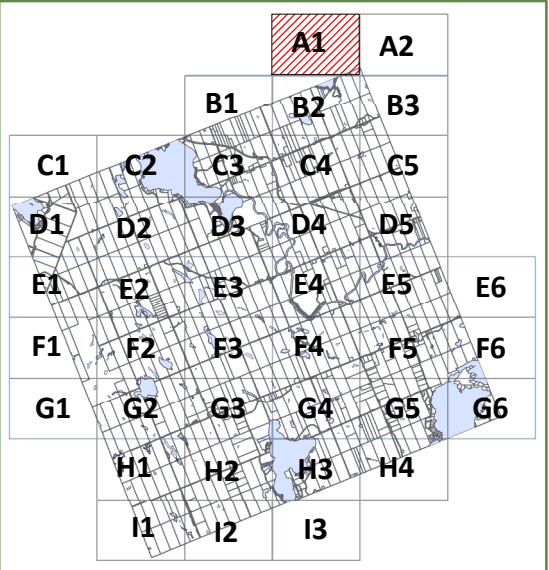 A1 A2
B1 B2 B3
C1 C2 C3 C4 C5
D1 D2 D3 D4 D5
E1 E2 E3 E4 E5 E6
F1 F2 F3 F4 F5 F6
G1 G2 G3 G4 G5 G6
H1 H2 H3 H4
I1 I2 I3